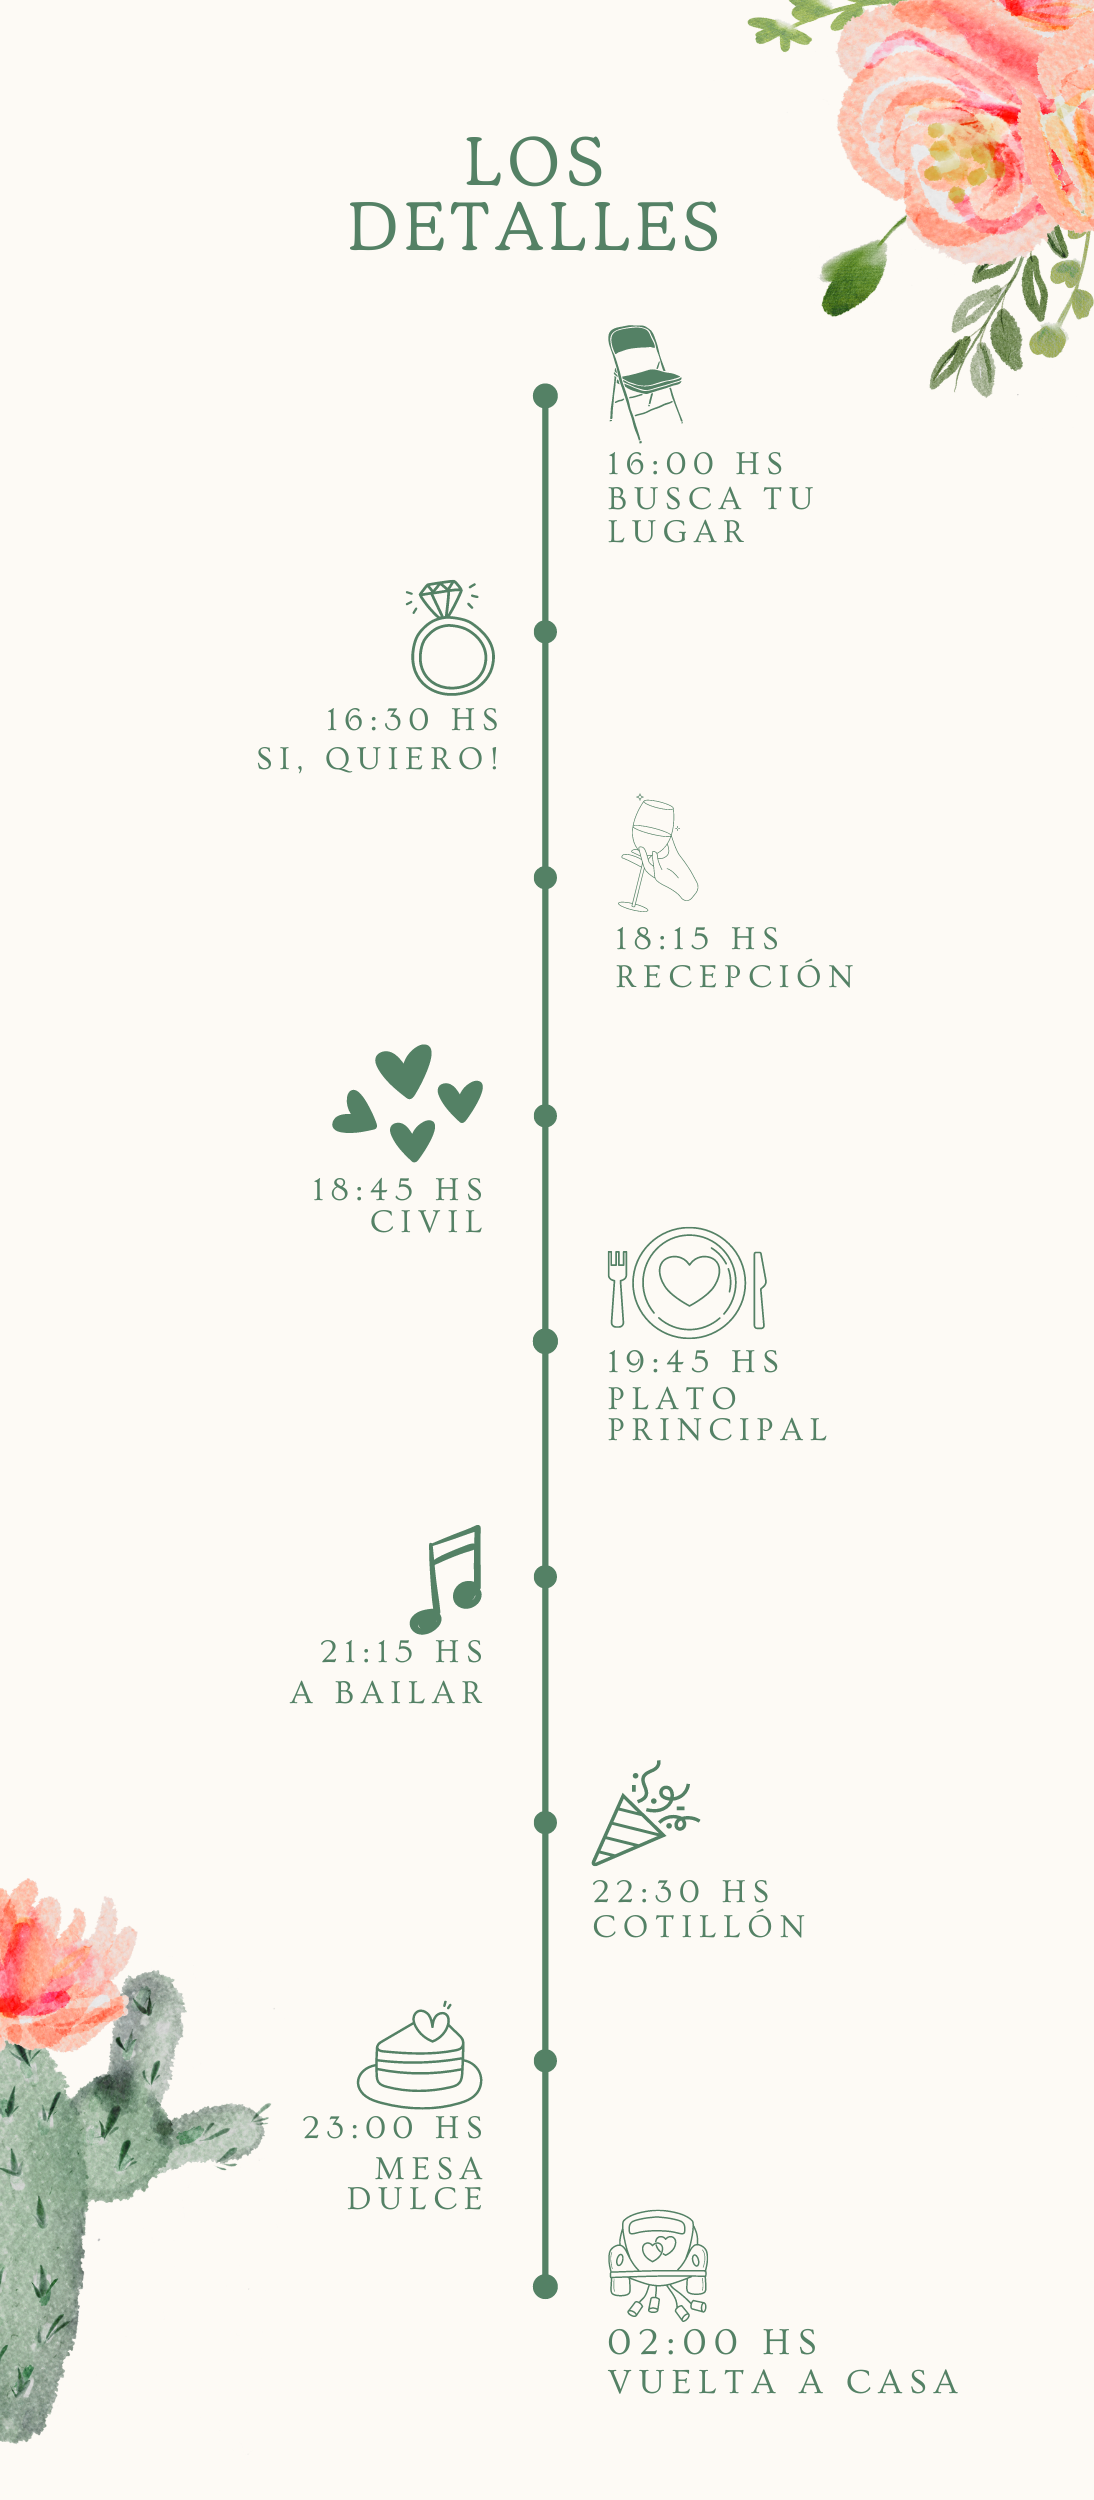 LOS
DETALLES
16:00 HS
BUSCA TU
LUGAR
16:30 HS
SI, QUIERO!
18:15 HS
RECEPCIÓN
18:45 HS
CIVIL
19:45 HS
PLATO
PRINCIPAL
21:15 HS
A BAILAR
22:30 HS
COTILLÓN
23:00 HS
MESA
DULCE
02:00 HS
VUELTA A CASA